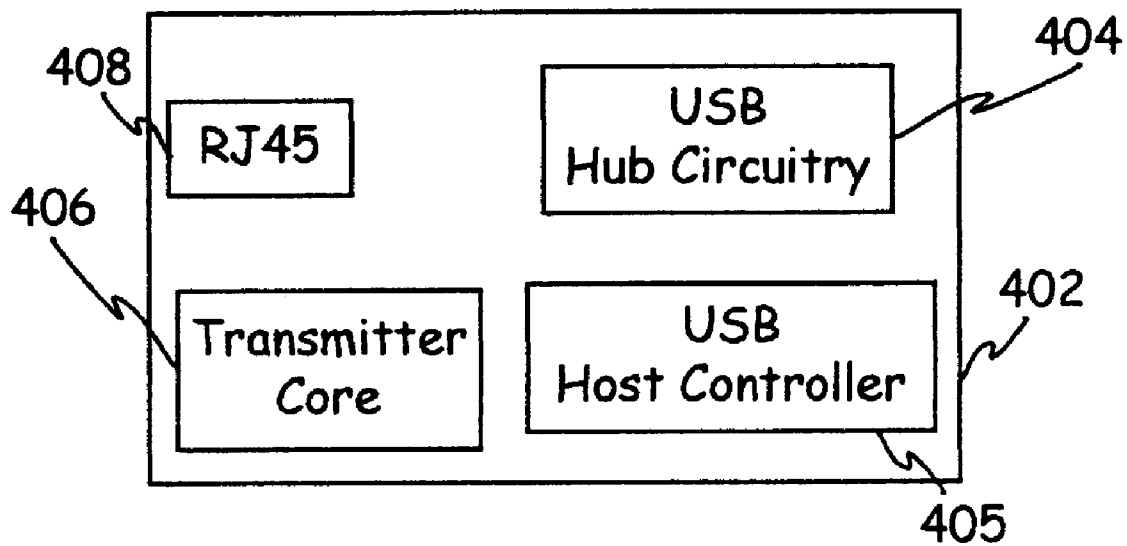 404
408
RJ45
USB
Hub Circuitry
406
402
Transmitter
Core
USB
Host Controller
405